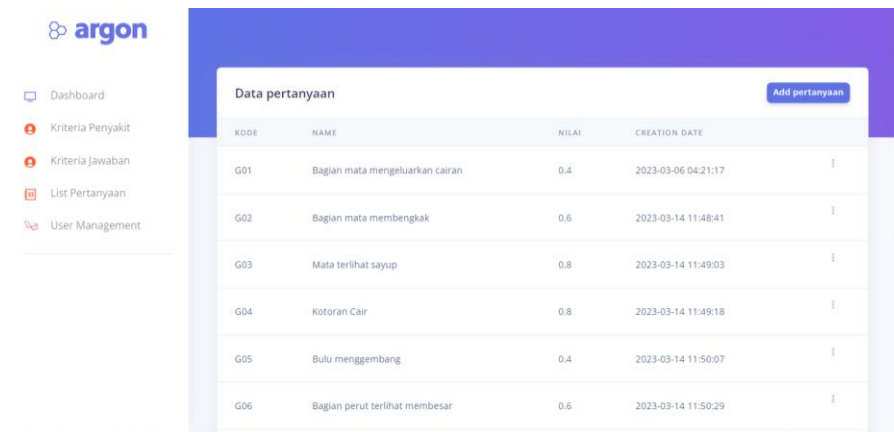 argon
Dashboard
Kriteria Penyakit
Kriteria Jawaban
List Pertanyaan
User Management
Data pertanyaan
Add pertanyaan
KODE NAME NILAI CREATION DATE
G01 Bagian mata mengeluarkan cairan 0.4 2023-03-06 04:21:17
G02 Bagian mata membengkak 0.6 2023-03-14 11:48:41
G03 Mata terlihat sayup 0.8 2023-03-14 11:49:03
G04 Kotoran Cair 0.8 2023-03-14 11:49:18
G05 Bulu menggembang 0.4 2023-03-14 11:50:07
G06 Bagian perut terlihat membesar 0.6 2023-03-14 11:50:29